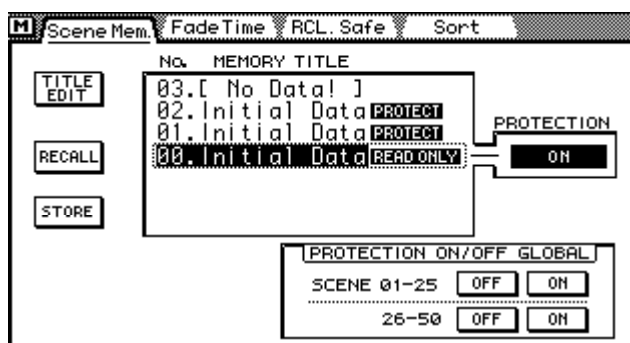 M Scene Mem. FadeTime RCL. Safe Sort
No. MEMORY TITLE
TITLE EDIT
03.[ No Data! ]
02.Initial Data PROTECT
01.Initial Data PROTECT
00.Initial Data READ ONLY
PROTECTION
ON
RECALL
STORE
PROTECTION ON/OFF GLOBAL
SCENE 01-25 OFF ON
26-50 OFF ON